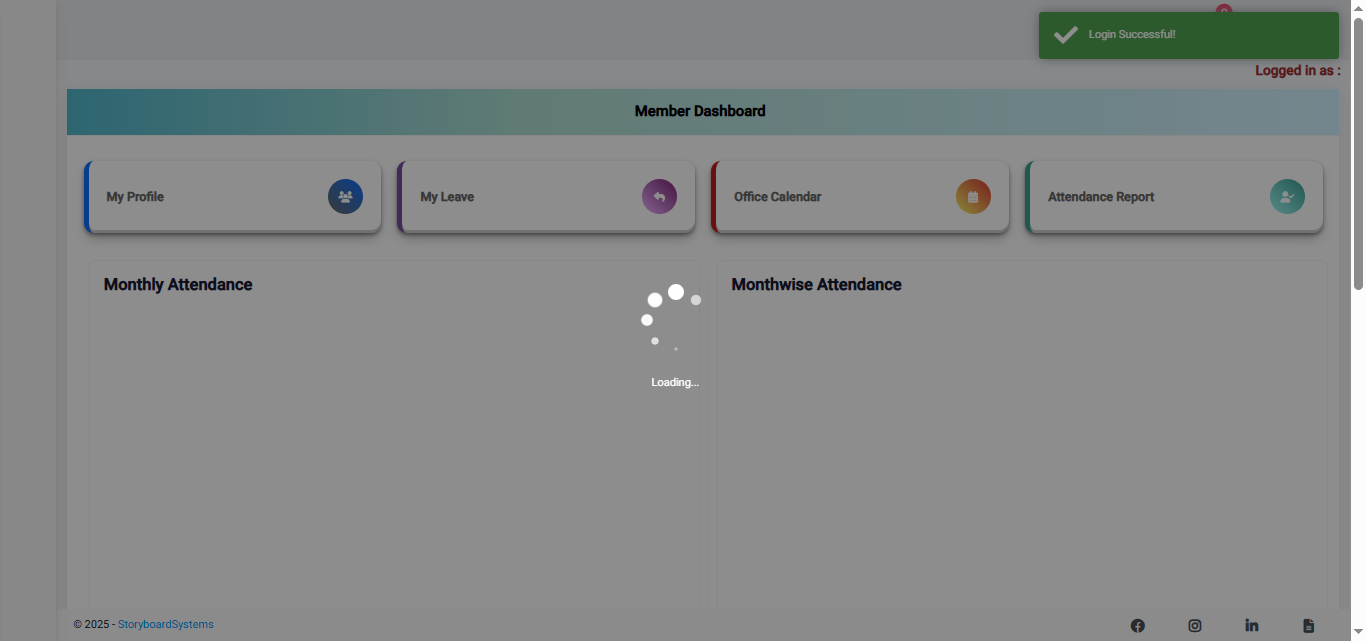 Login Successful!
Logged in as :
Member Dashboard
My Profile
My Leave
Office Calendar
Attendance Report
Monthly Attendance
Monthwise Attendance
Loading...
© 2025 - StoryboardSystems